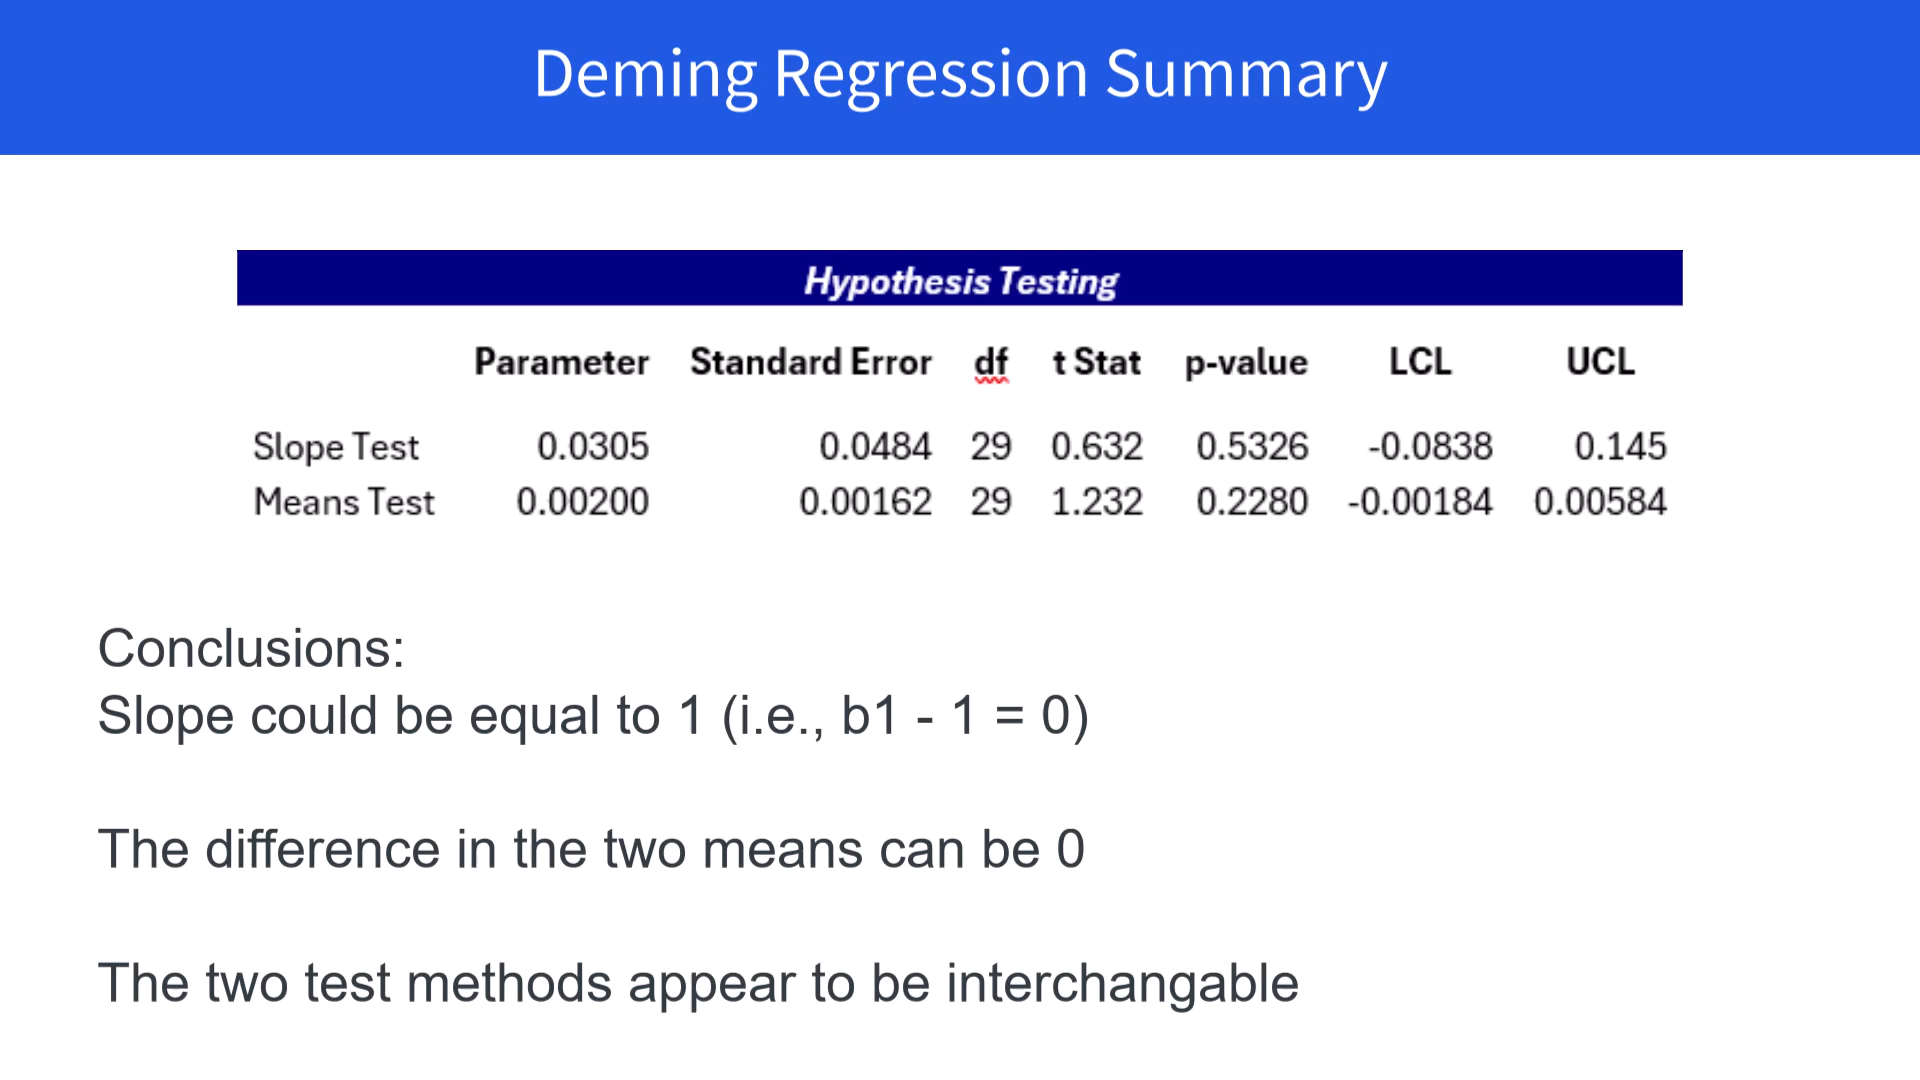 Deming Regression Summary
Hypothesis Testing
Parameter Standard Error df t Stat p-value LCL UCL
Slope Test 0.0305 0.0484 29 0.632 0.5326 -0.0838 0.145
Means Test 0.00200 0.00162 29 1.232 0.2280 -0.00184 0.00584
Conclusions:
Slope could be equal to 1 (i.e., b1 - 1 = 0)
The difference in the two means can be 0
The two test methods appear to be interchangable